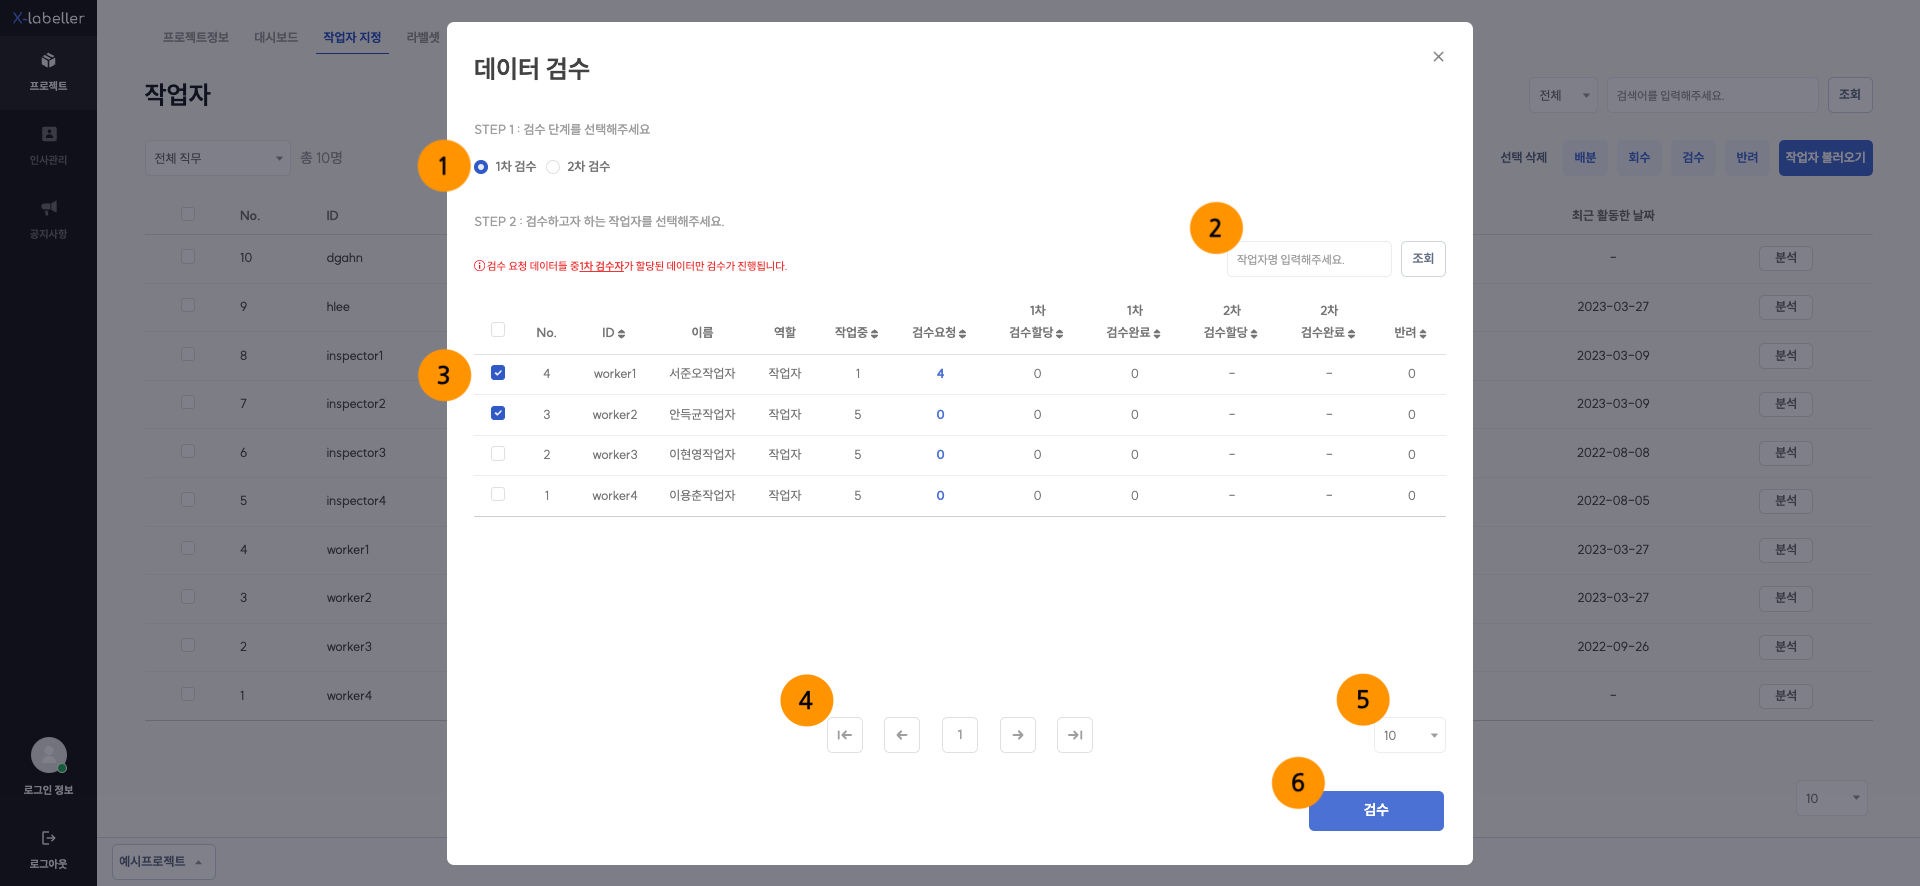 X-labeller
프로젝트
인사관리
공지사항
로그인 정보
로그아웃
프로젝트정보 대시보드 작업자 지정 라벨셋
작업자
전체 검색어를 입력해주세요. 조회
전체 직무 총 10명
선택 삭제 배분 회수 검수 반려 작업자 불러오기
No. ID 최근 활동한 날짜
10 dgahn - 분석
9 hlee 2023-03-27 분석
8 inspector1 2023-03-09 분석
7 inspector2 2023-03-09 분석
6 inspector3 2022-08-08 분석
5 inspector4 2022-08-05 분석
4 worker1 2023-03-27 분석
3 worker2 2023-03-27 분석
2 worker3 2022-09-26 분석
1 worker4 - 분석
10
예시프로젝트
데이터 검수
STEP 1 : 검수 단계를 선택해주세요
1
1차 검수 2차 검수
STEP 2 : 검수하고자 하는 작업자를 선택해주세요.
2
작업자명 입력해주세요. 조회
검수 요청 데이터들 중1차 검수자가 할당된 데이터만 검수가 진행됩니다.
1차 1차 2차 2차
No. ID 이름 역할 작업중 검수요청 검수할당 검수완료 검수할당 검수완료 반려
3
4 worker1 서준오작업자 작업자 1 4 0 0 - - 0
3 worker2 안득균작업자 작업자 5 0 0 0 - - 0
2 worker3 이현영작업자 작업자 5 0 0 0 - - 0
1 worker4 이용춘작업자 작업자 5 0 0 0 - - 0
4
5
1
10
6
검수